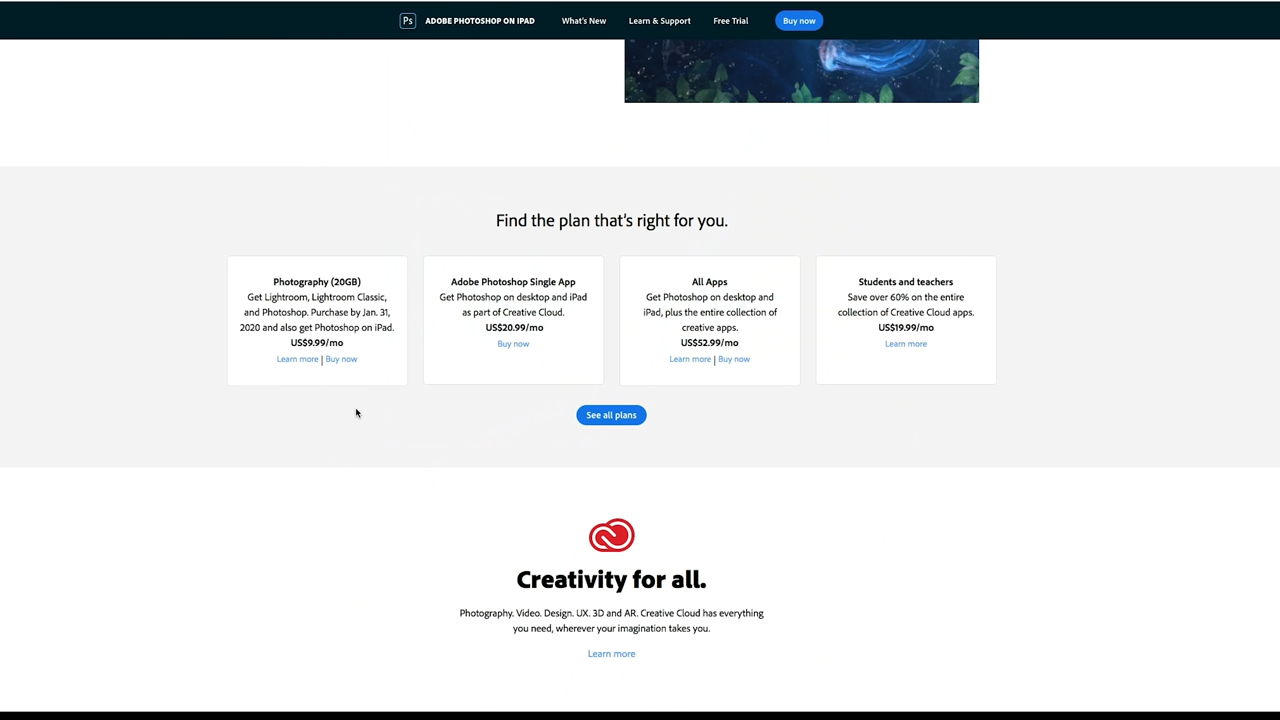 Ps ADOBE PHOTOSHOP ON IPAD What's New Learn & Support Free Trial Buy now
Find the plan that's right for you.
Photography (20GB)
Get Lightroom, Lightroom Classic,
and Photoshop. Purchase by Jan. 31,
2020 and also get Photoshop on iPad.
US$9.99/mo
Learn more | Buy now
Adobe Photoshop Single App
Get Photoshop on desktop and iPad
as part of Creative Cloud.
US$20.99/mo
Buy now
All Apps
Get Photoshop on desktop and
iPad, plus the entire collection of
creative apps.
US$52.99/mo
Learn more | Buy now
Students and teachers
Save over 60% on the entire
collection of Creative Cloud apps.
US$19.99/mo
Learn more
See all plans
Creativity for all.
Photography. Video. Design. UX. 3D and AR. Creative Cloud has everything
you need, wherever your imagination takes you.
Learn more